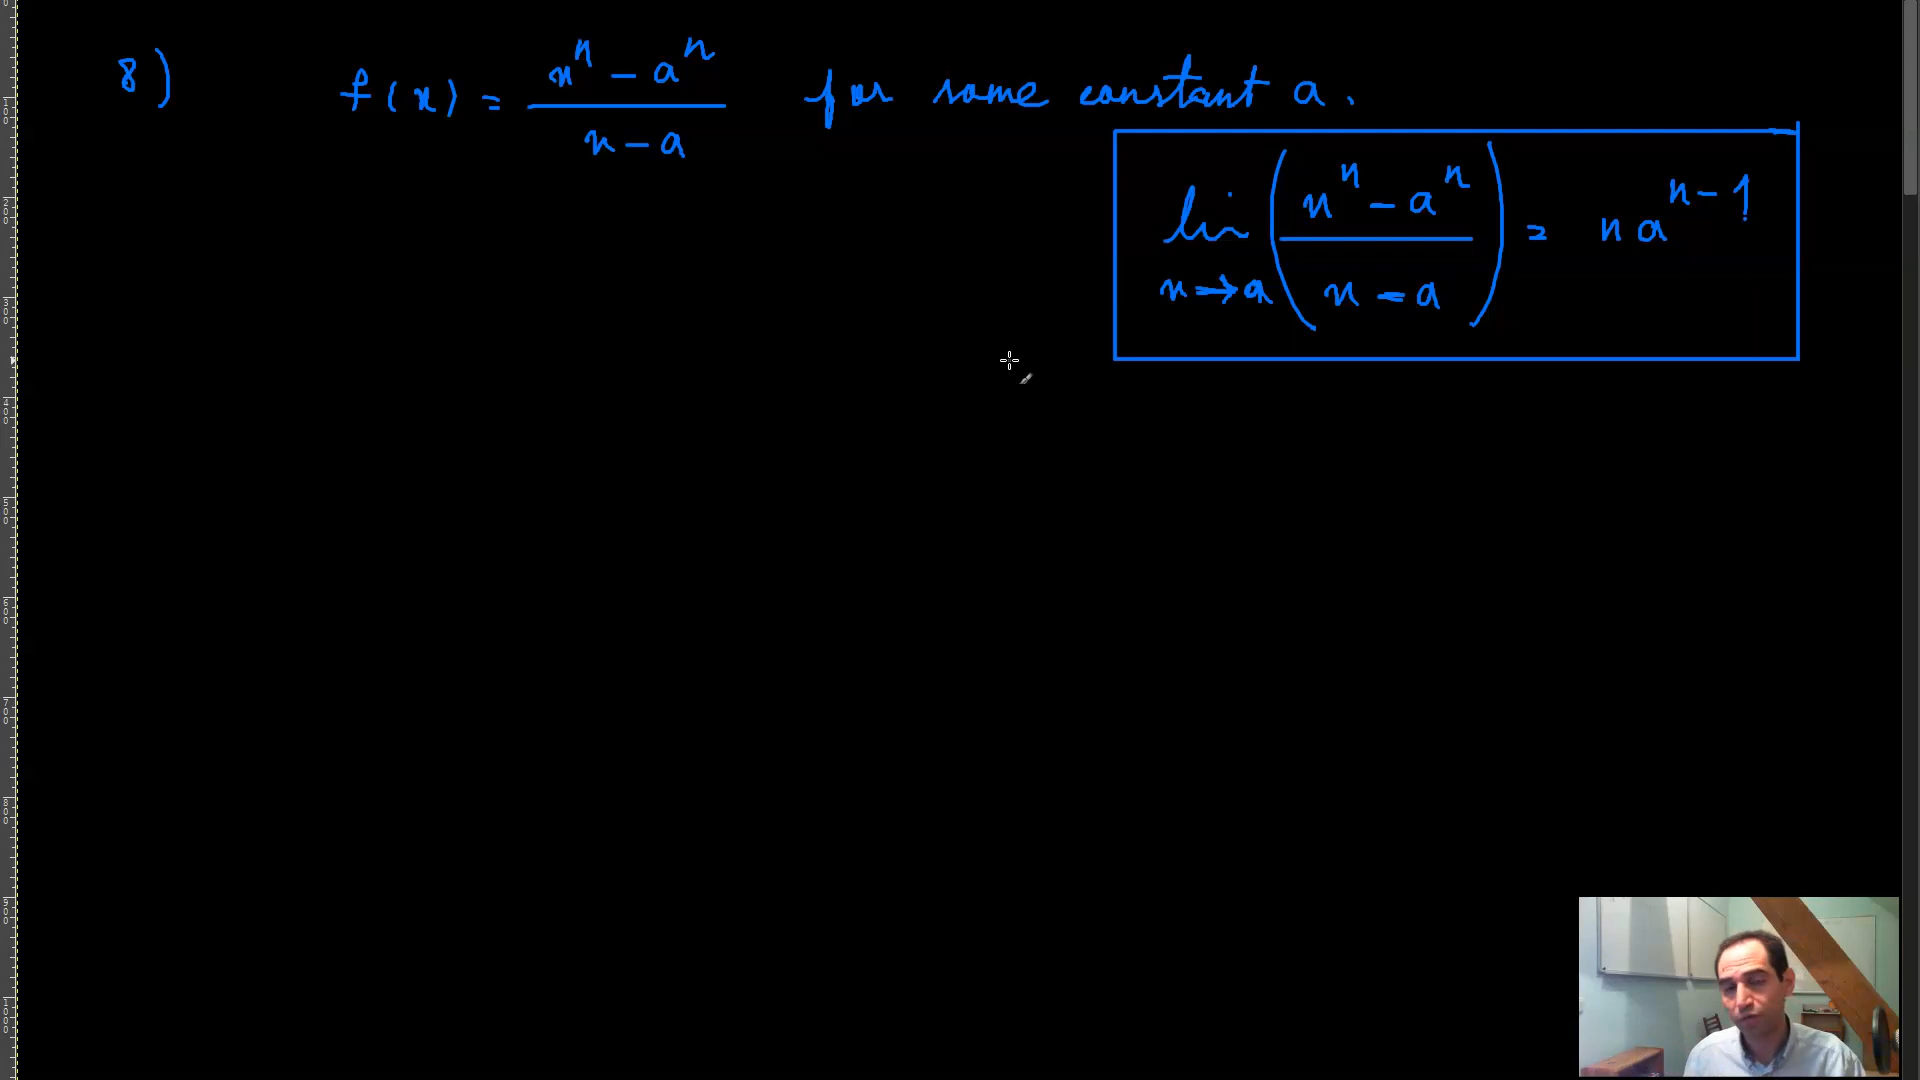 8) f(x) = (x^n - a^n)/(x - a) for some constant a.
lim_{x→a} ((x^n - a^n)/(x - a)) = n a^{n-1}